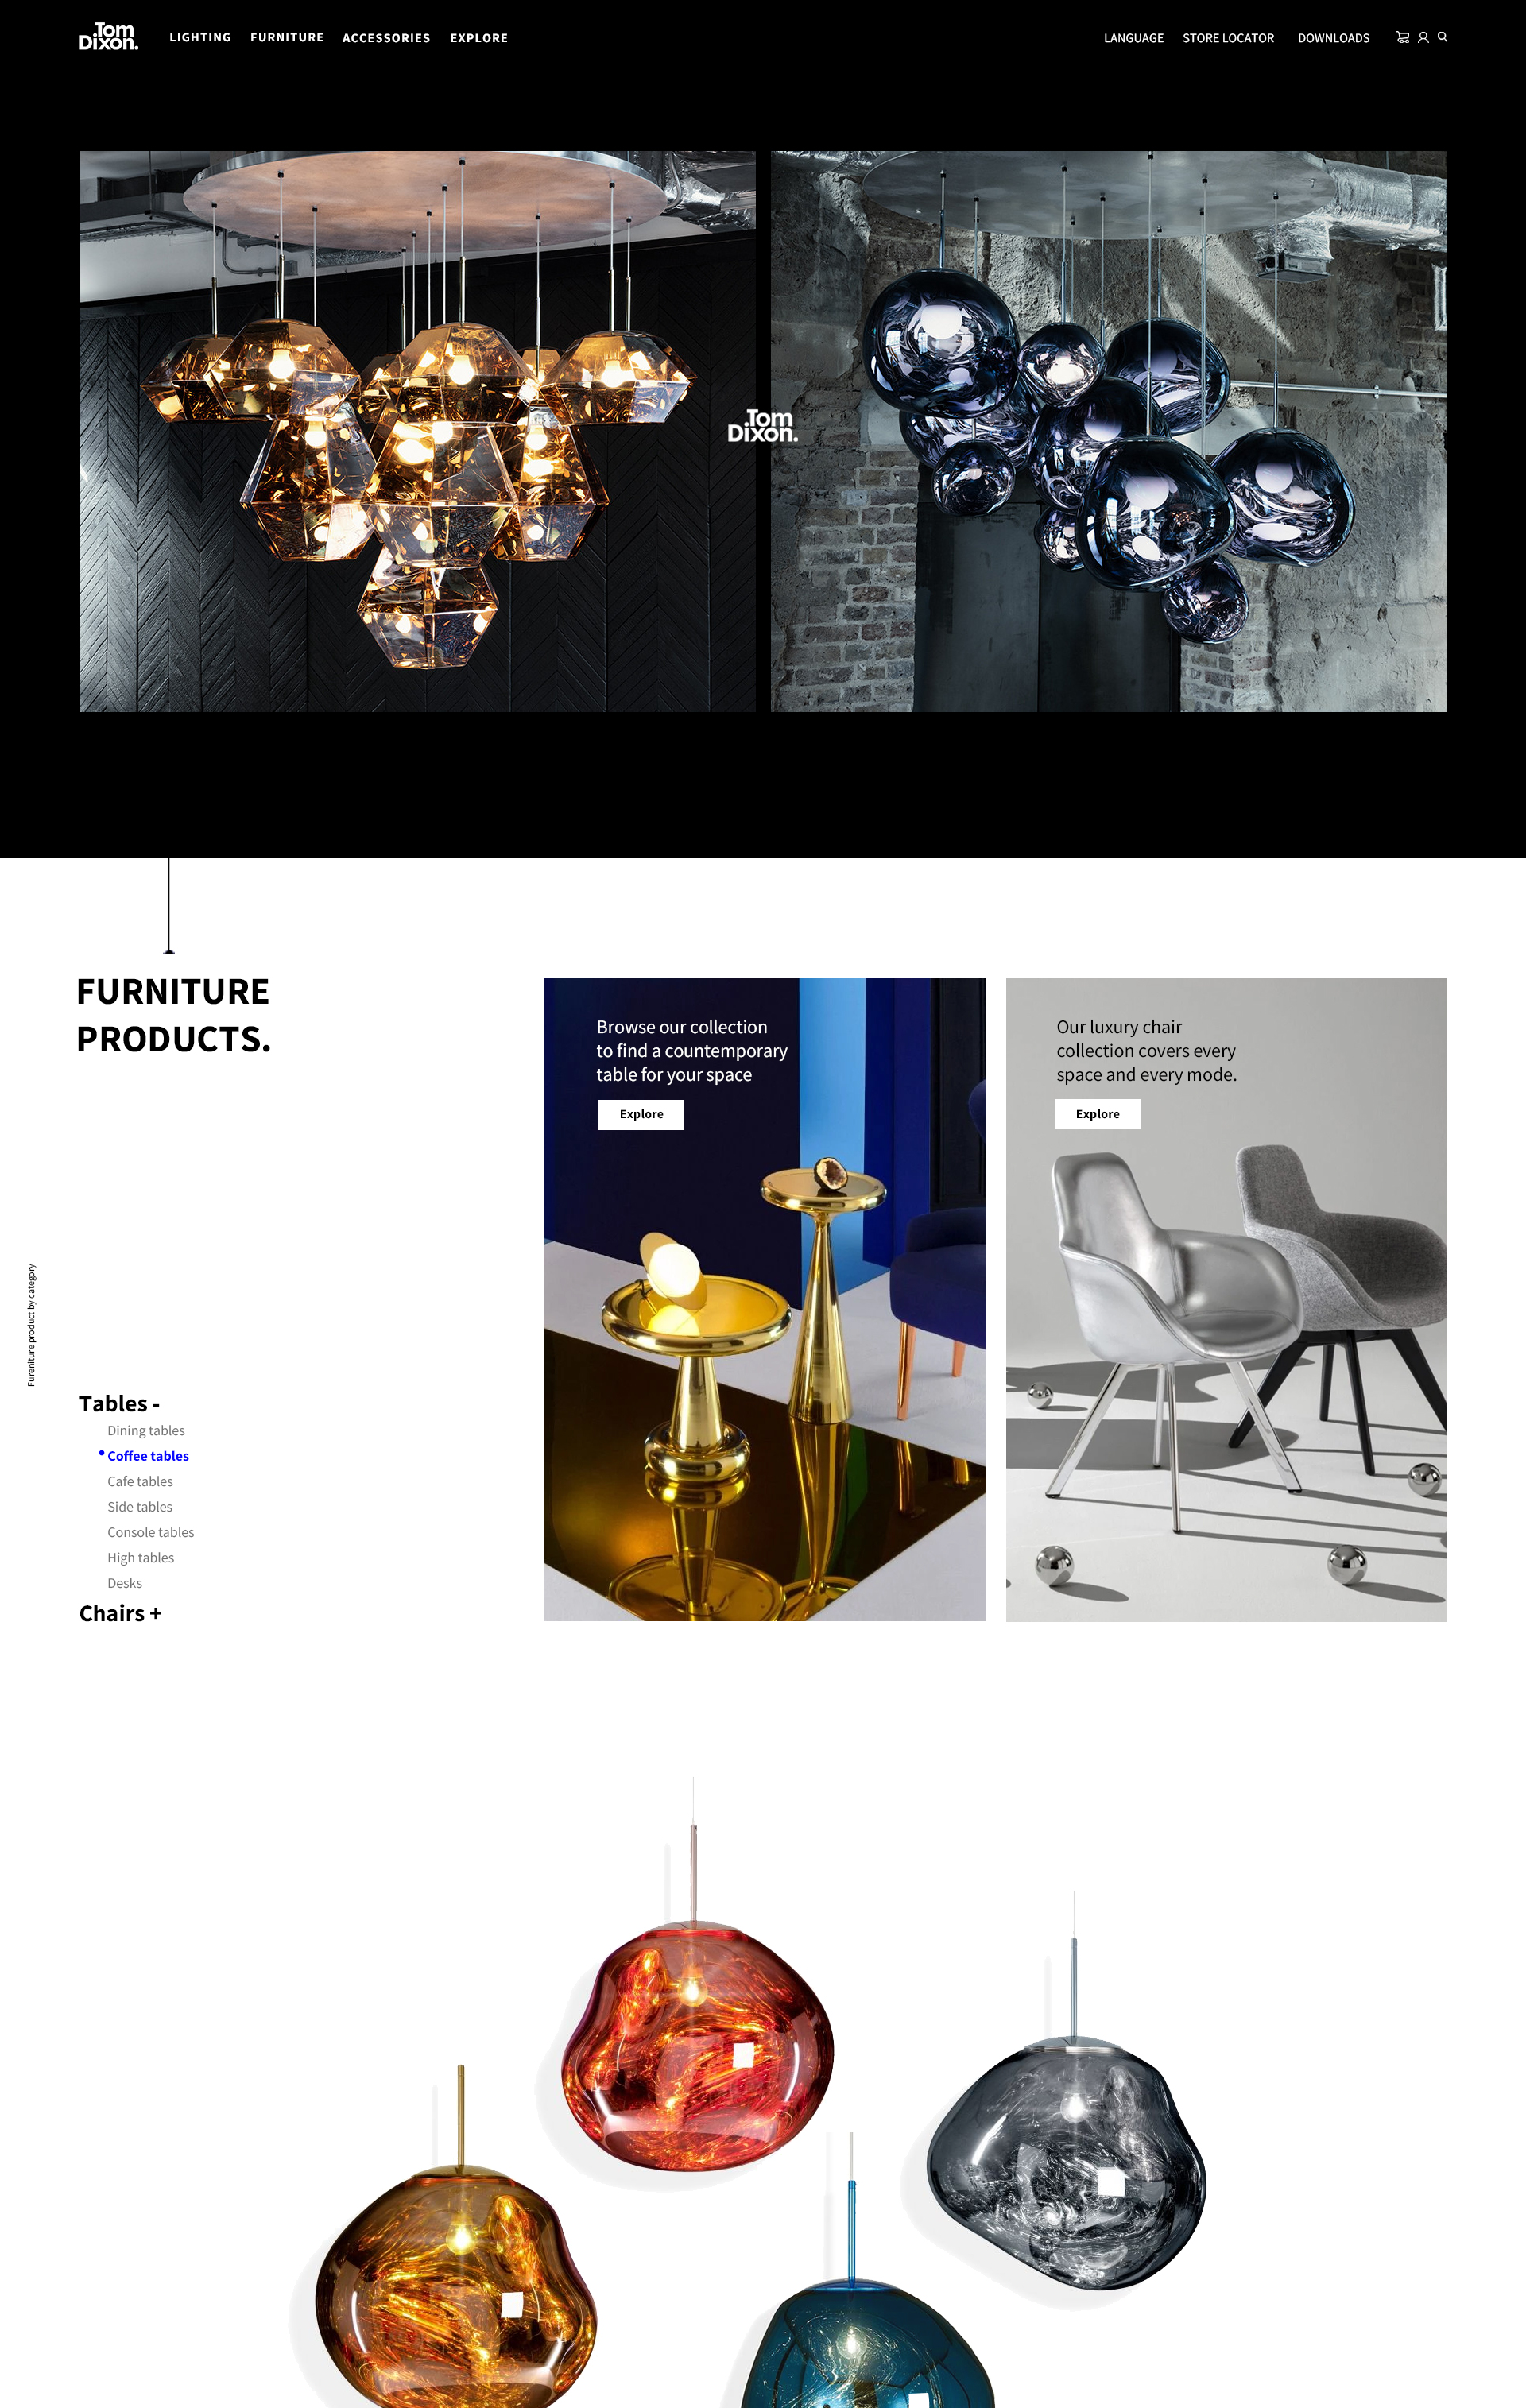 Tom
Dixon.
LIGHTING
FURNITURE
ACCESSORIES
EXPLORE
LANGUAGE
STORE LOCATOR
DOWNLOADS
Tom
Dixon.
FURNITURE
PRODUCTS.
Browse our collection
to find a countemporary
table for your space
Explore
Our luxury chair
collection covers every
space and every mode.
Explore
Fureniture product by category
Tables -
Dining tables
Coffee tables
Cafe tables
Side tables
Console tables
High tables
Desks
Chairs +